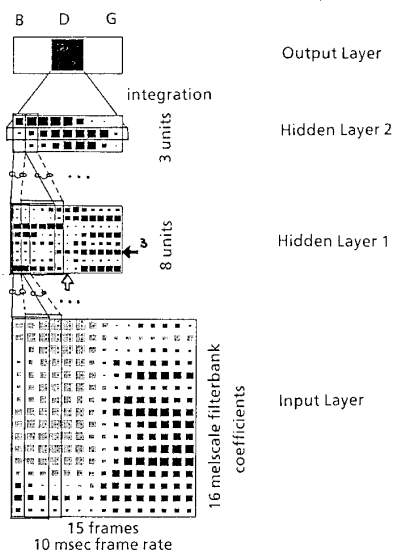 B D G
Output Layer
integration
Hidden Layer 2
3 units
3
Hidden Layer 1
8 units
Input Layer
16 melscale filterbank
coefficients
15 frames
10 msec frame rate